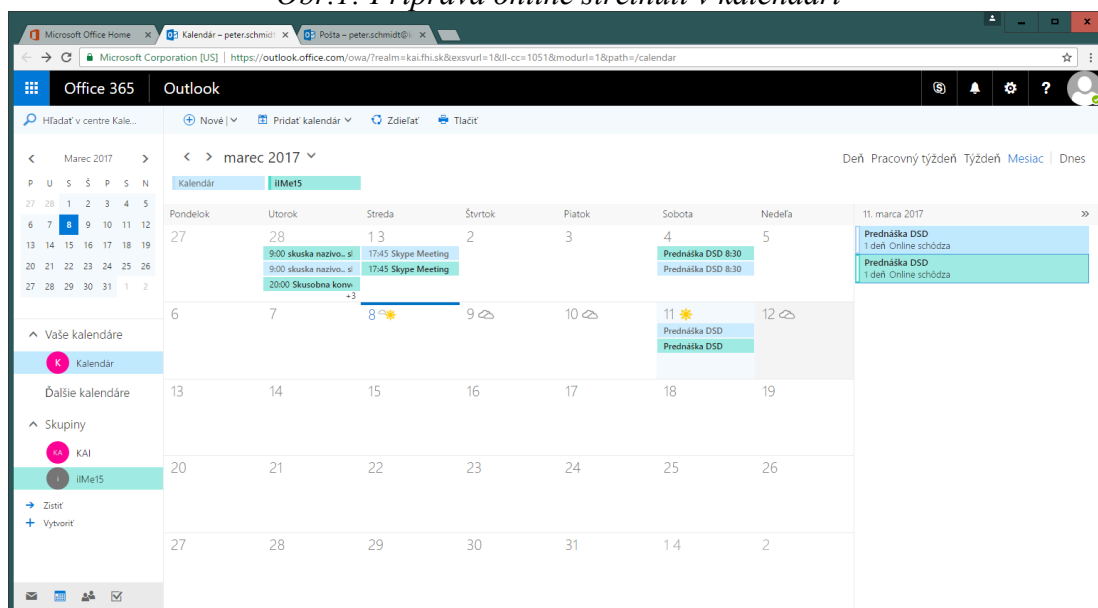 Microsoft Office Home
Kalendár – peter.schmidt
Pošta – peter.schmidt@
Microsoft Corporation [US] | https://outlook.office.com/owa/?realm=kai.fhi.sk&exsvurl=1&ll-cc=1051&modurl=1&path=/calendar
Office 365 Outlook ?
Hľadať v centre Kale... Nové Pridať kalendár Zdieľať Tlačiť
Marec 2017
P U S Š P S N
27 28 1 2 3 4 5
6 7 8 9 10 11 12
13 14 15 16 17 18 19
20 21 22 23 24 25 26
27 28 29 30 31 1 2
Vaše kalendáre
K Kalendár
Ďalšie kalendáre
Skupiny
KA KAI
I iIMe15
Zistiť
Vytvoriť
marec 2017
Deň Pracovný týždeň Týždeň Mesiac Dnes
Kalendár iIMe15
Pondelok Utorok Streda Štvrtok Piatok Sobota Nedeľa
27 28 1 3 2 3 4 5
9:00 skuska nazivo.. sl 17:45 Skype Meeting Prednáška DSD 8:30
9:00 skuska nazivo.. sl 17:45 Skype Meeting Prednáška DSD 8:30
20:00 Skusobna konv
+3
6 7 8 9 10 11 12
Prednáška DSD
Prednáška DSD
13 14 15 16 17 18 19
20 21 22 23 24 25 26
27 28 29 30 31 1 4 2
11. marca 2017
Prednáška DSD
1 deň Online schôdza
Prednáška DSD
1 deň Online schôdza